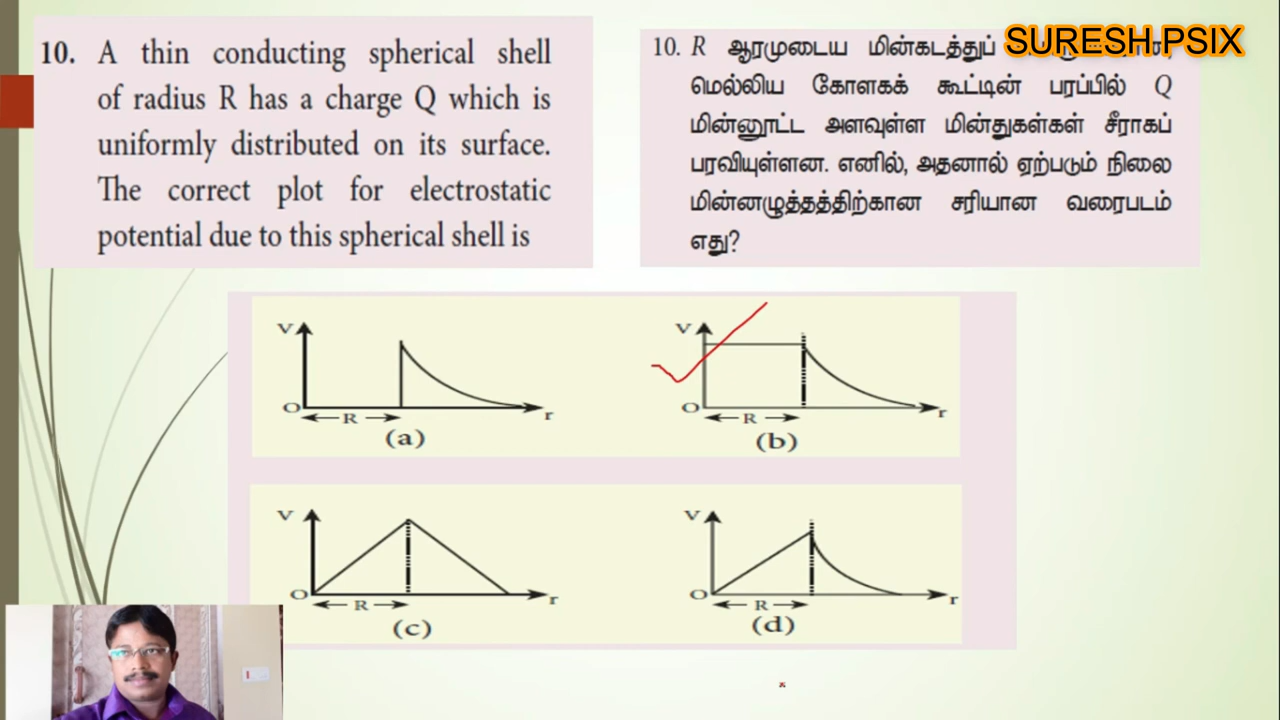 SURESH PSIX
10. A thin conducting spherical shell
of radius R has a charge Q which is
uniformly distributed on its surface.
The correct plot for electrostatic
potential due to this spherical shell is
10. R ஆரமுடைய மின்கடத்துப்
மெல்லிய கோளகக் கூட்டின் பரப்பில் Q
மின்னூட்ட அளவுள்ள மின்துகள்கள் சீராகப்
பரவியுள்ளன. எனில், அதனால் ஏற்படும் நிலை
மின்னழுத்தத்திற்கான சரியான வரைபடம்
எது?
V
O
R
r
(a)
V
O
R
r
(b)
V
O
R
r
(c)
V
O
R
r
(d)